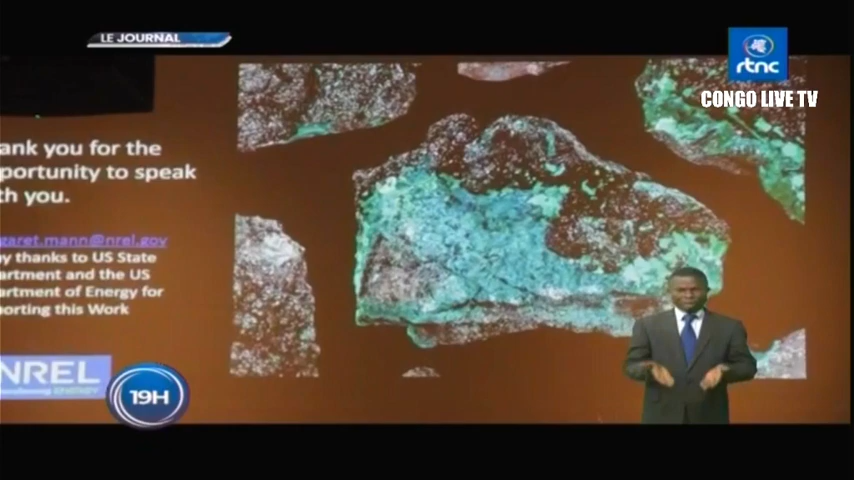 LE JOURNAL
rtnc
CONGO LIVE TV
ank you for the
portunity to speak
th you.
garet.mann@nrel.gov
y thanks to US State
artment and the US
artment of Energy for
orting this Work
NREL
ENERGY
19H